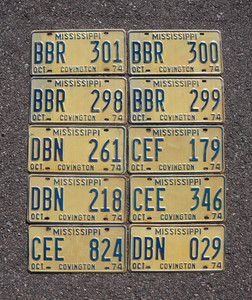 MISSISSIPPI MISSISSIPPI
BBR 301 BBR 300
OCT COVINGTON 74 OCT COVINGTON 74
MISSISSIPPI MISSISSIPPI
BBR 298 BBR 299
OCT COVINGTON 74 OCT COVINGTON 74
MISSISSIPPI MISSISSIPPI
DBN 261 CEF 179
OCT COVINGTON 74 OCT COVINGTON 74
MISSISSIPPI MISSISSIPPI
DBN 218 CEE 346
OCT COVINGTON 74 OCT COVINGTON 74
MISSISSIPPI MISSISSIPPI
CEE 824 DBN 029
OCT COVINGTON 74 OCT COVINGTON 74